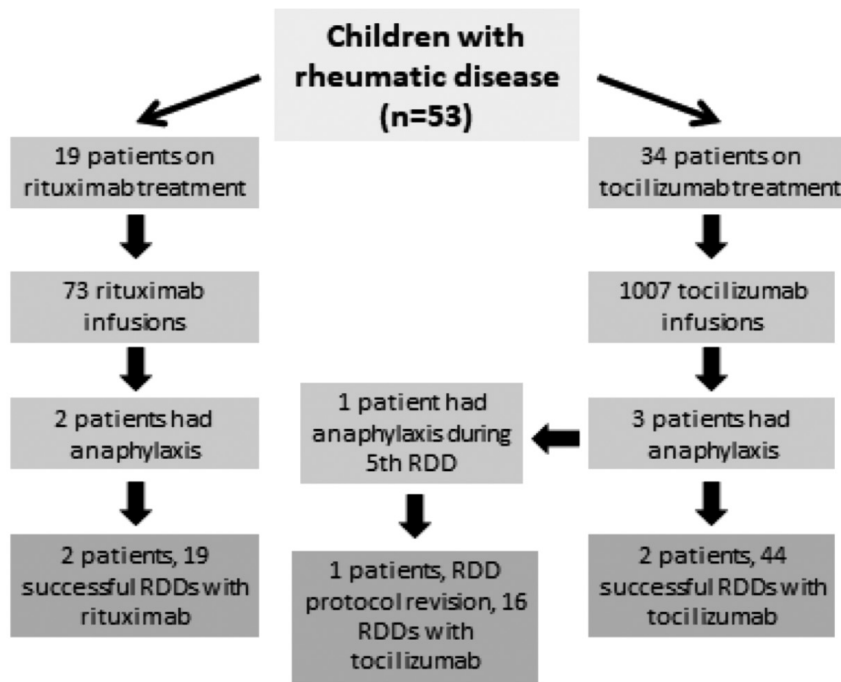 Children with
rheumatic disease
(n=53)
19 patients on
rituximab treatment
34 patients on
tocilizumab treatment
73 rituximab
infusions
1007 tocilizumab
infusions
2 patients had
anaphylaxis
1 patient had
anaphylaxis during
5th RDD
3 patients had
anaphylaxis
2 patients, 19
successful RDDs with
rituximab
1 patients, RDD
protocol revision, 16
RDDs with
tocilizumab
2 patients, 44
successful RDDs with
tocilizumab